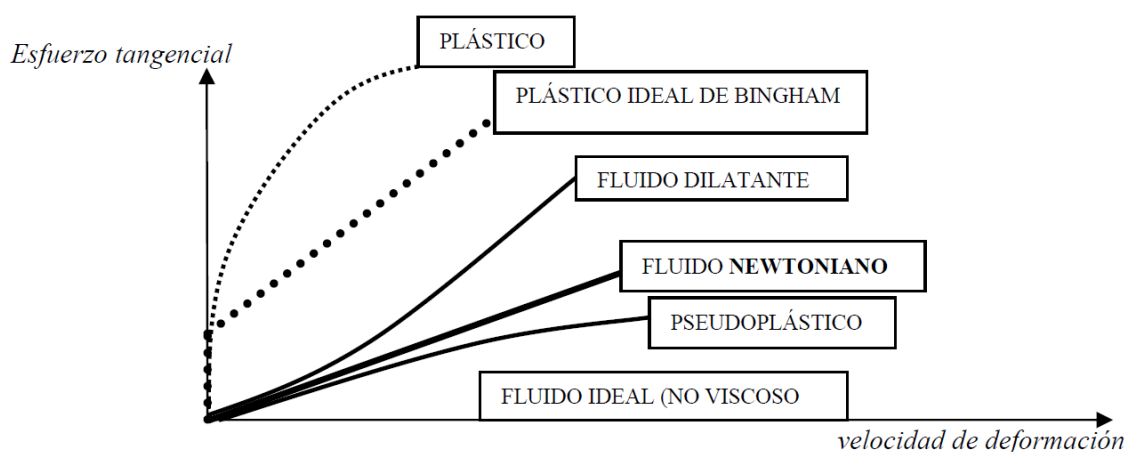 Esfuerzo tangencial
PLÁSTICO
PLÁSTICO IDEAL DE BINGHAM
FLUIDO DILATANTE
FLUIDO NEWTONIANO
PSEUDOPLÁSTICO
FLUIDO IDEAL (NO VISCOSO
velocidad de deformación